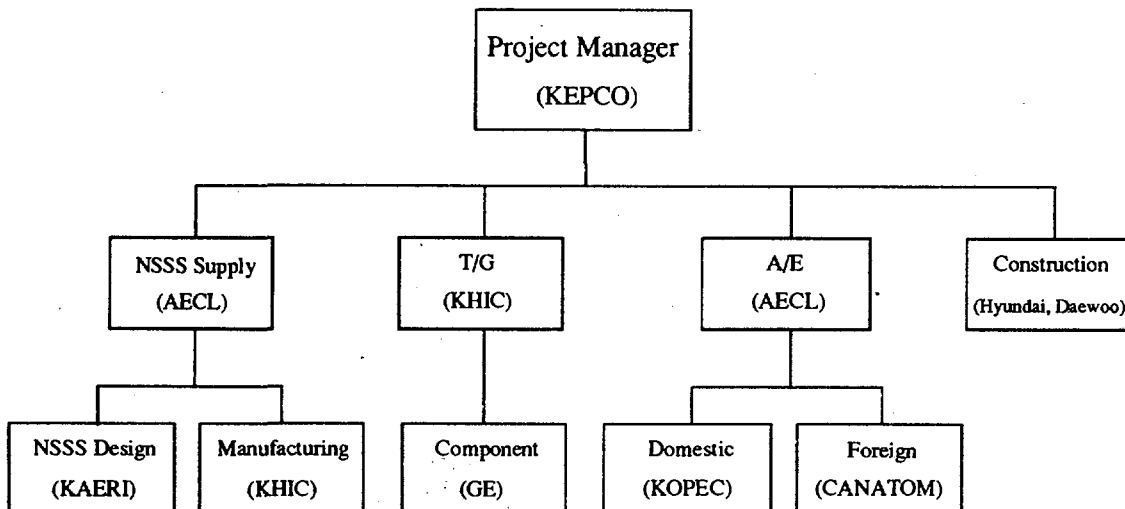 Project Manager
(KEPCO)
NSSS Supply
(AECL)
T/G
(KHIC)
A/E
(AECL)
Construction
(Hyundai, Daewoo)
NSSS Design
(KAERI)
Manufacturing
(KHIC)
Component
(GE)
Domestic
(KOPEC)
Foreign
(CANATOM)